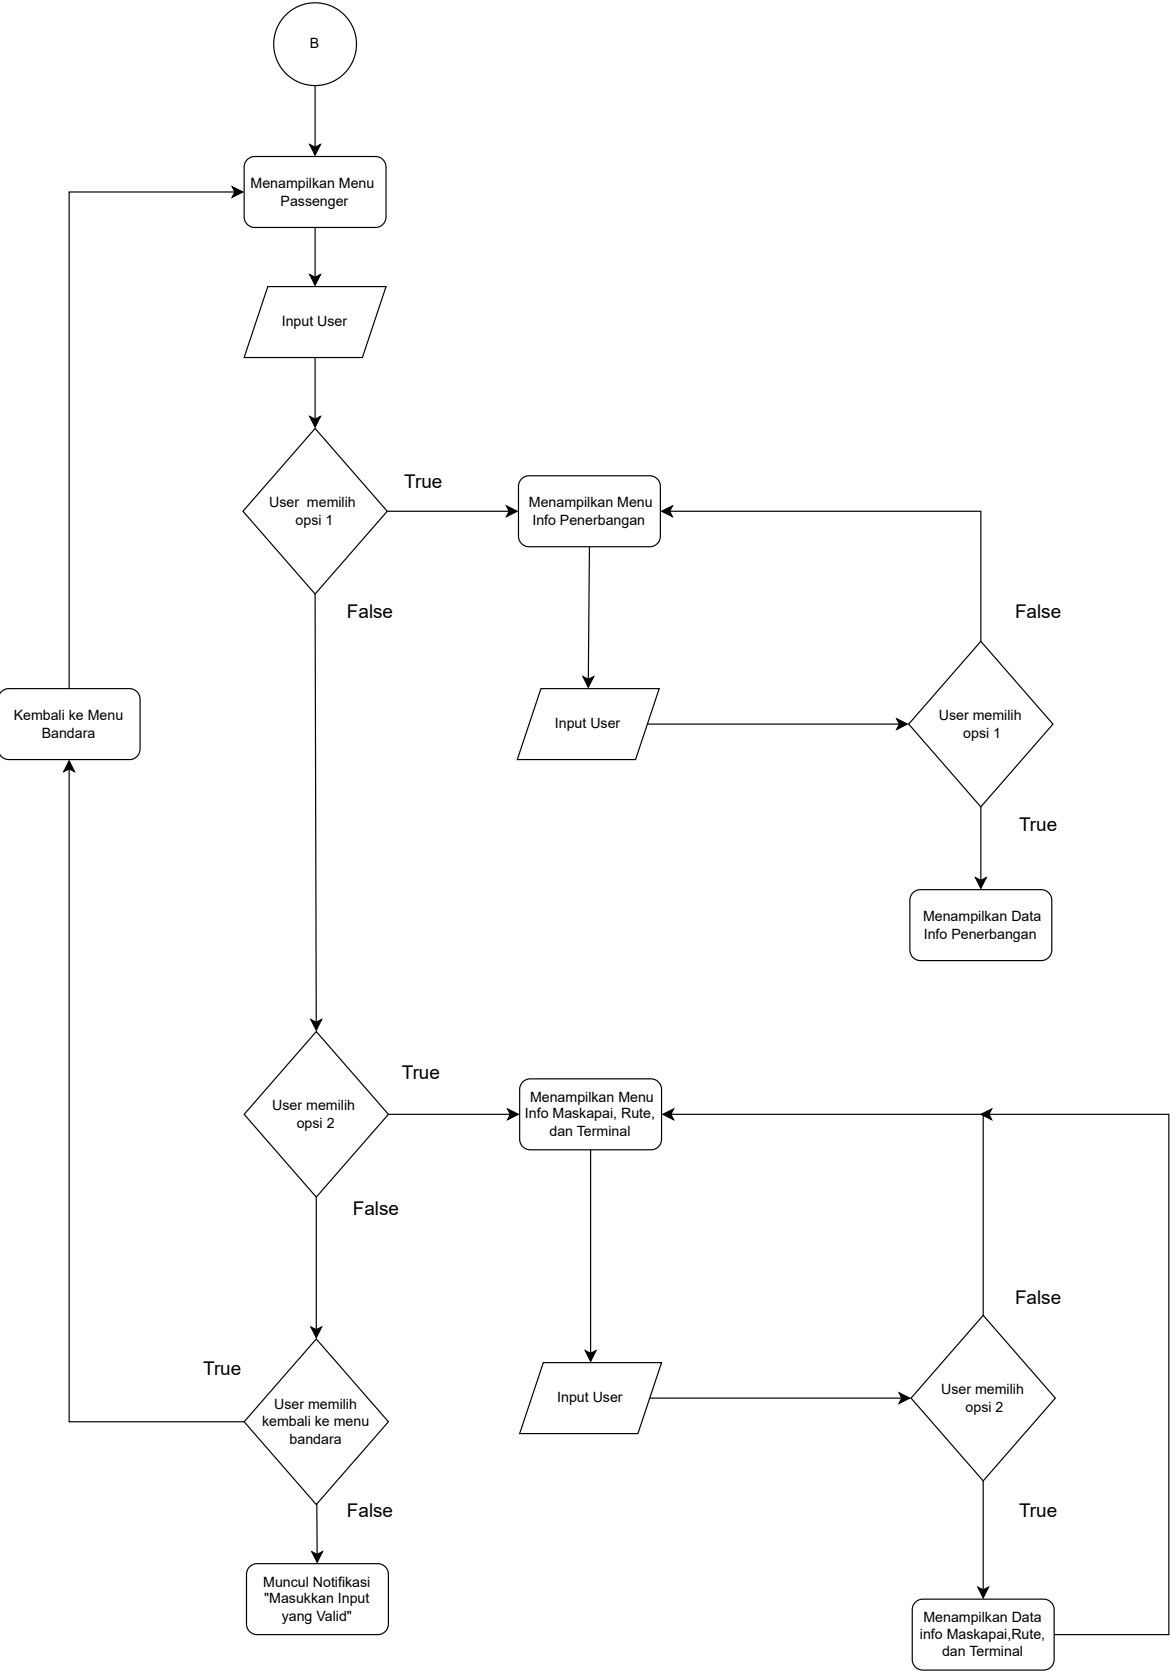 B
Menampilkan Menu
Passenger
Input User
User memilih
opsi 1
True
False
Menampilkan Menu
Info Penerbangan
Input User
User memilih
opsi 1
False
True
Menampilkan Data
Info Penerbangan
Kembali ke Menu
Bandara
User memilih
opsi 2
True
False
Menampilkan Menu
Info Maskapai, Rute,
dan Terminal
Input User
User memilih
opsi 2
False
True
Menampilkan Data
info Maskapai,Rute,
dan Terminal
User memilih
kembali ke menu
bandara
True
False
Muncul Notifikasi
"Masukkan Input
yang Valid"